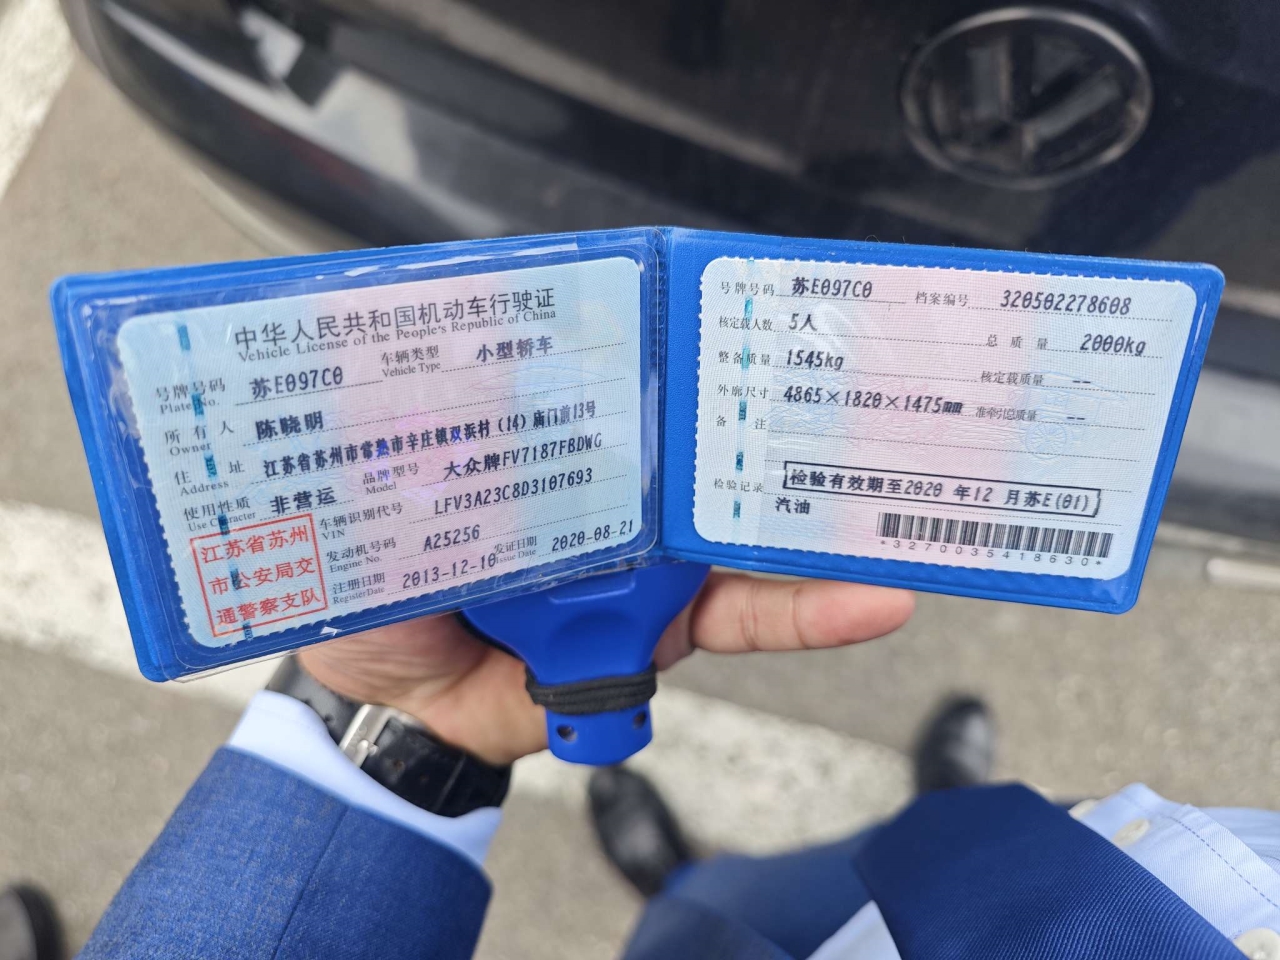 中华人民共和国机动车行驶证
Vehicle License of the People's Republic of China
号牌号码 苏E097C0 车辆类型 小型轿车
Plate No. Vehicle Type
所有人 陈晓明
Owner
住址 江苏省苏州市常熟市辛庄镇双浜村（14）庙门前13号
Address
使用性质 非营运 品牌型号 大众牌FV7187FBDWG
Use Character Model
车辆识别代号 LFV3A23C8D3107693
VIN
发动机号码 A25256
Engine No.
注册日期 2013-12-10 发证日期 2020-08-21
Register Date Issue Date
江苏省苏州
市公安局交
通警察支队
号牌号码 苏E097C0 档案编号 320502278608
核定载人数 5人 总质量 2000kg
整备质量 1545kg 核定载质量 --
外廓尺寸 4865×1820×1475mm 准牵引总质量 --
备注
检验记录 检验有效期至2020 年12 月苏E(01)
汽油
*3270035418630*